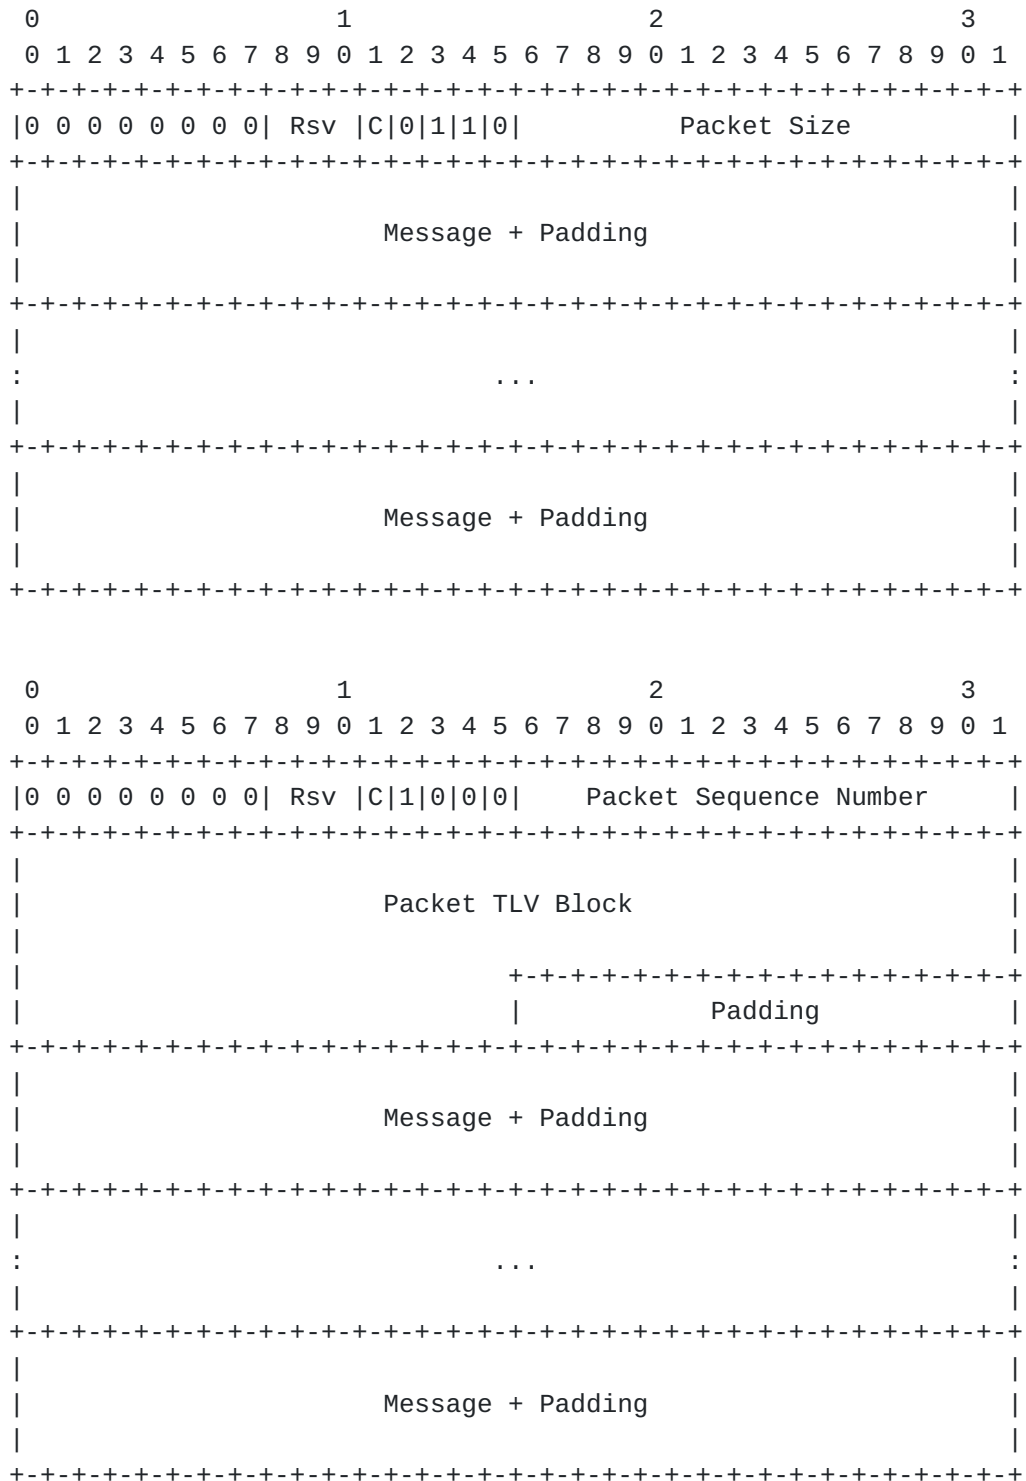 0                   1                   2                   3
 0 1 2 3 4 5 6 7 8 9 0 1 2 3 4 5 6 7 8 9 0 1 2 3 4 5 6 7 8 9 0 1
+-+-+-+-+-+-+-+-+-+-+-+-+-+-+-+-+-+-+-+-+-+-+-+-+-+-+-+-+-+-+-+-+
|0 0 0 0 0 0 0 0| Rsv |C|0|1|1|0|          Packet Size          |
+-+-+-+-+-+-+-+-+-+-+-+-+-+-+-+-+-+-+-+-+-+-+-+-+-+-+-+-+-+-+-+-+
|                                                               |
|                       Message + Padding                       |
|                                                               |
+-+-+-+-+-+-+-+-+-+-+-+-+-+-+-+-+-+-+-+-+-+-+-+-+-+-+-+-+-+-+-+-+
|                                                               |
:                              ...                              :
|                                                               |
+-+-+-+-+-+-+-+-+-+-+-+-+-+-+-+-+-+-+-+-+-+-+-+-+-+-+-+-+-+-+-+-+
|                                                               |
|                       Message + Padding                       |
|                                                               |
+-+-+-+-+-+-+-+-+-+-+-+-+-+-+-+-+-+-+-+-+-+-+-+-+-+-+-+-+-+-+-+-+
 0                   1                   2                   3
 0 1 2 3 4 5 6 7 8 9 0 1 2 3 4 5 6 7 8 9 0 1 2 3 4 5 6 7 8 9 0 1
+-+-+-+-+-+-+-+-+-+-+-+-+-+-+-+-+-+-+-+-+-+-+-+-+-+-+-+-+-+-+-+-+
|0 0 0 0 0 0 0 0| Rsv |C|1|0|0|0|    Packet Sequence Number     |
+-+-+-+-+-+-+-+-+-+-+-+-+-+-+-+-+-+-+-+-+-+-+-+-+-+-+-+-+-+-+-+-+
|                                                               |
|                       Packet TLV Block                        |
|                                                               |
|                               +-+-+-+-+-+-+-+-+-+-+-+-+-+-+-+-+
|                               |            Padding            |
+-+-+-+-+-+-+-+-+-+-+-+-+-+-+-+-+-+-+-+-+-+-+-+-+-+-+-+-+-+-+-+-+
|                                                               |
|                       Message + Padding                       |
|                                                               |
+-+-+-+-+-+-+-+-+-+-+-+-+-+-+-+-+-+-+-+-+-+-+-+-+-+-+-+-+-+-+-+-+
|                                                               |
:                              ...                              :
|                                                               |
+-+-+-+-+-+-+-+-+-+-+-+-+-+-+-+-+-+-+-+-+-+-+-+-+-+-+-+-+-+-+-+-+
|                                                               |
|                       Message + Padding                       |
|                                                               |
+-+-+-+-+-+-+-+-+-+-+-+-+-+-+-+-+-+-+-+-+-+-+-+-+-+-+-+-+-+-+-+-+